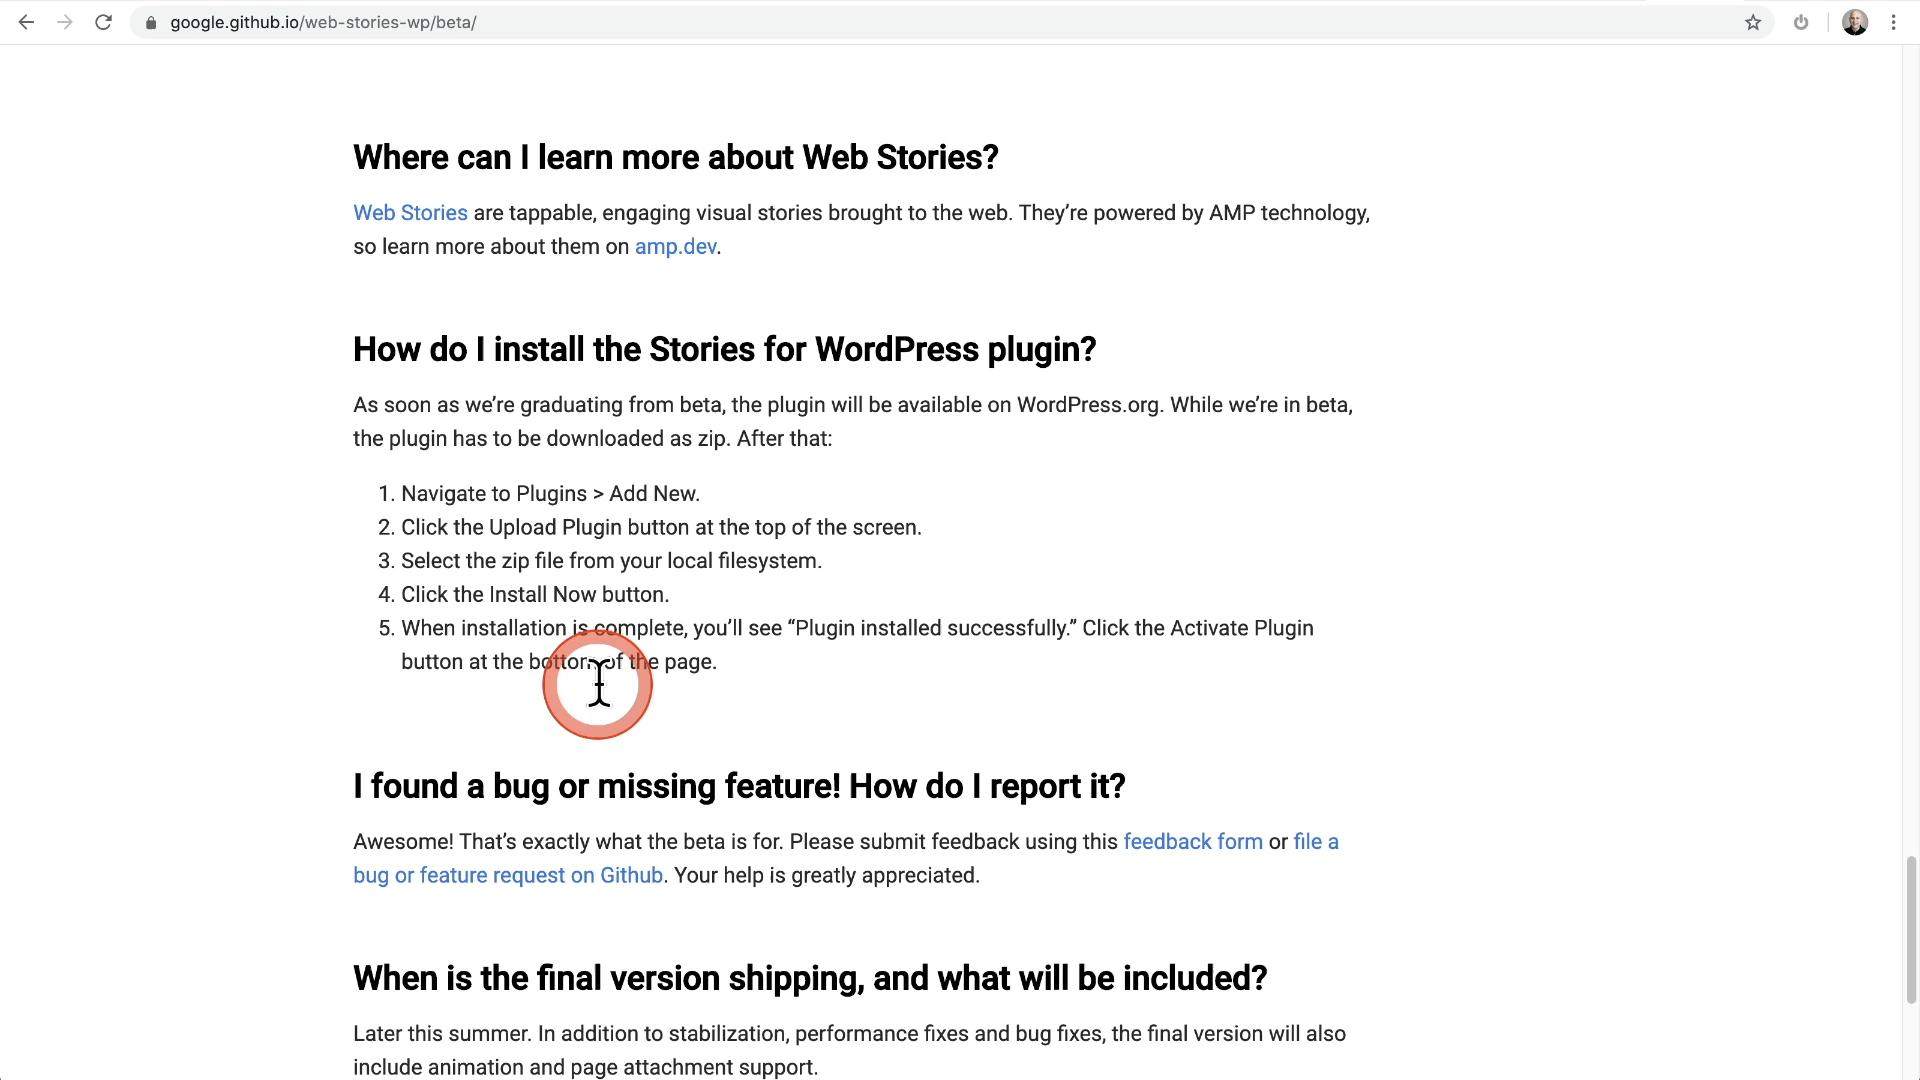 google.github.io/web-stories-wp/beta/
Where can I learn more about Web Stories?
Web Stories are tappable, engaging visual stories brought to the web. They’re powered by AMP technology,
so learn more about them on amp.dev.
How do I install the Stories for WordPress plugin?
As soon as we’re graduating from beta, the plugin will be available on WordPress.org. While we’re in beta,
the plugin has to be downloaded as zip. After that:
1. Navigate to Plugins > Add New.
2. Click the Upload Plugin button at the top of the screen.
3. Select the zip file from your local filesystem.
4. Click the Install Now button.
5. When installation is complete, you’ll see “Plugin installed successfully.” Click the Activate Plugin
button at the bottom of the page.
I found a bug or missing feature! How do I report it?
Awesome! That’s exactly what the beta is for. Please submit feedback using this feedback form or file a
bug or feature request on Github. Your help is greatly appreciated.
When is the final version shipping, and what will be included?
Later this summer. In addition to stabilization, performance fixes and bug fixes, the final version will also
include animation and page attachment support.